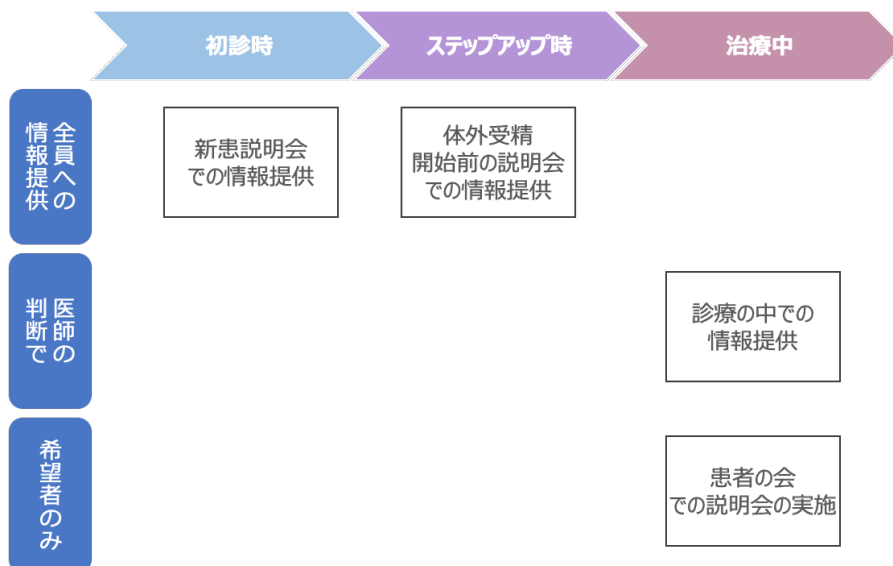 初診時
ステップアップ時
治療中
全員への
情報提供
新患説明会
での情報提供
体外受精
開始前の説明会
での情報提供
医師の
判断で
診療の中での
情報提供
希望者のみ
患者の会
での説明会の実施